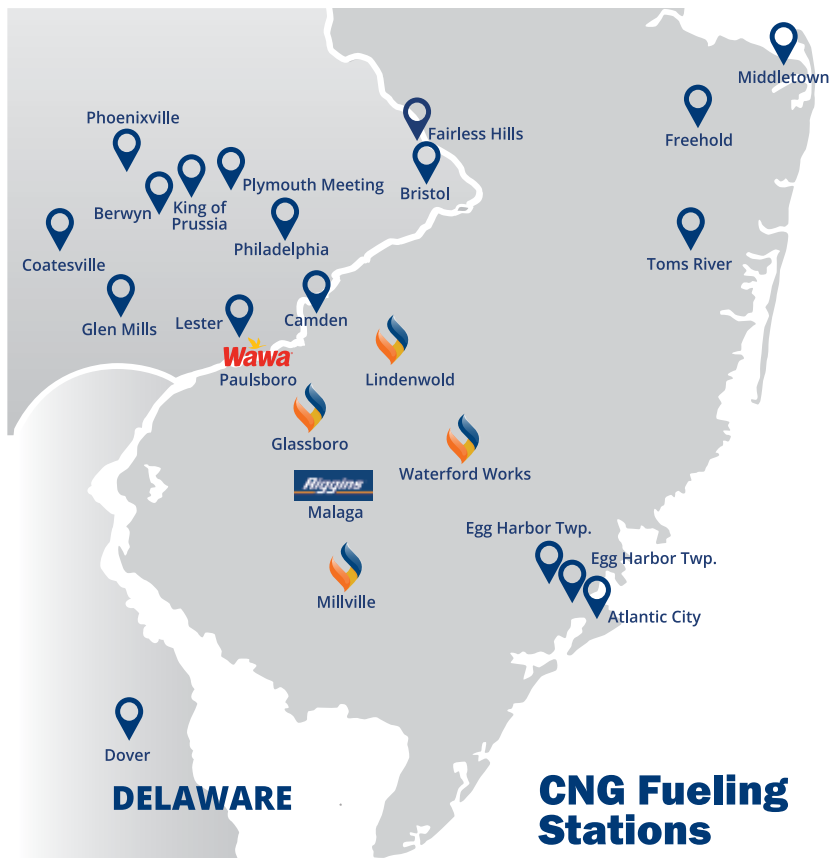 Middletown
Phoenixville
Fairless Hills
Freehold
Plymouth Meeting
Bristol
Berwyn
King of
Prussia
Philadelphia
Coatesville
Toms River
Glen Mills
Lester
Camden
Wawa
Paulsboro
Lindenwold
Glassboro
Waterford Works
Riggins
Malaga
Egg Harbor Twp.
Egg Harbor Twp.
Millville
Atlantic City
Dover
DELAWARE
CNG Fueling
Stations